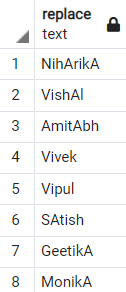 replace
text
1 NihArikA
2 VishAl
3 AmitAbh
4 Vivek
5 Vipul
6 SAtish
7 GeetikA
8 MonikA